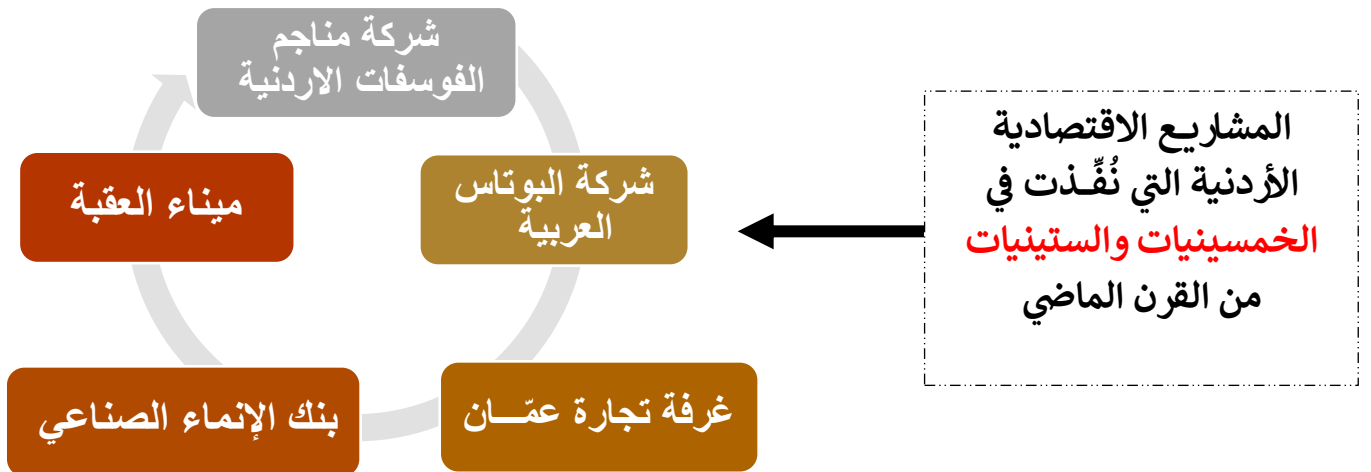 المشاريع الاقتصادية
الأردنية التي نُفِّـذت في
الخمسينيات والستينيات
من القرن الماضي
شركة مناجم
الفوسفات الاردنية
شركة البوتاس
العربية
غرفة تجارة عمّـــان
بنك الإنماء الصناعي
ميناء العقبة